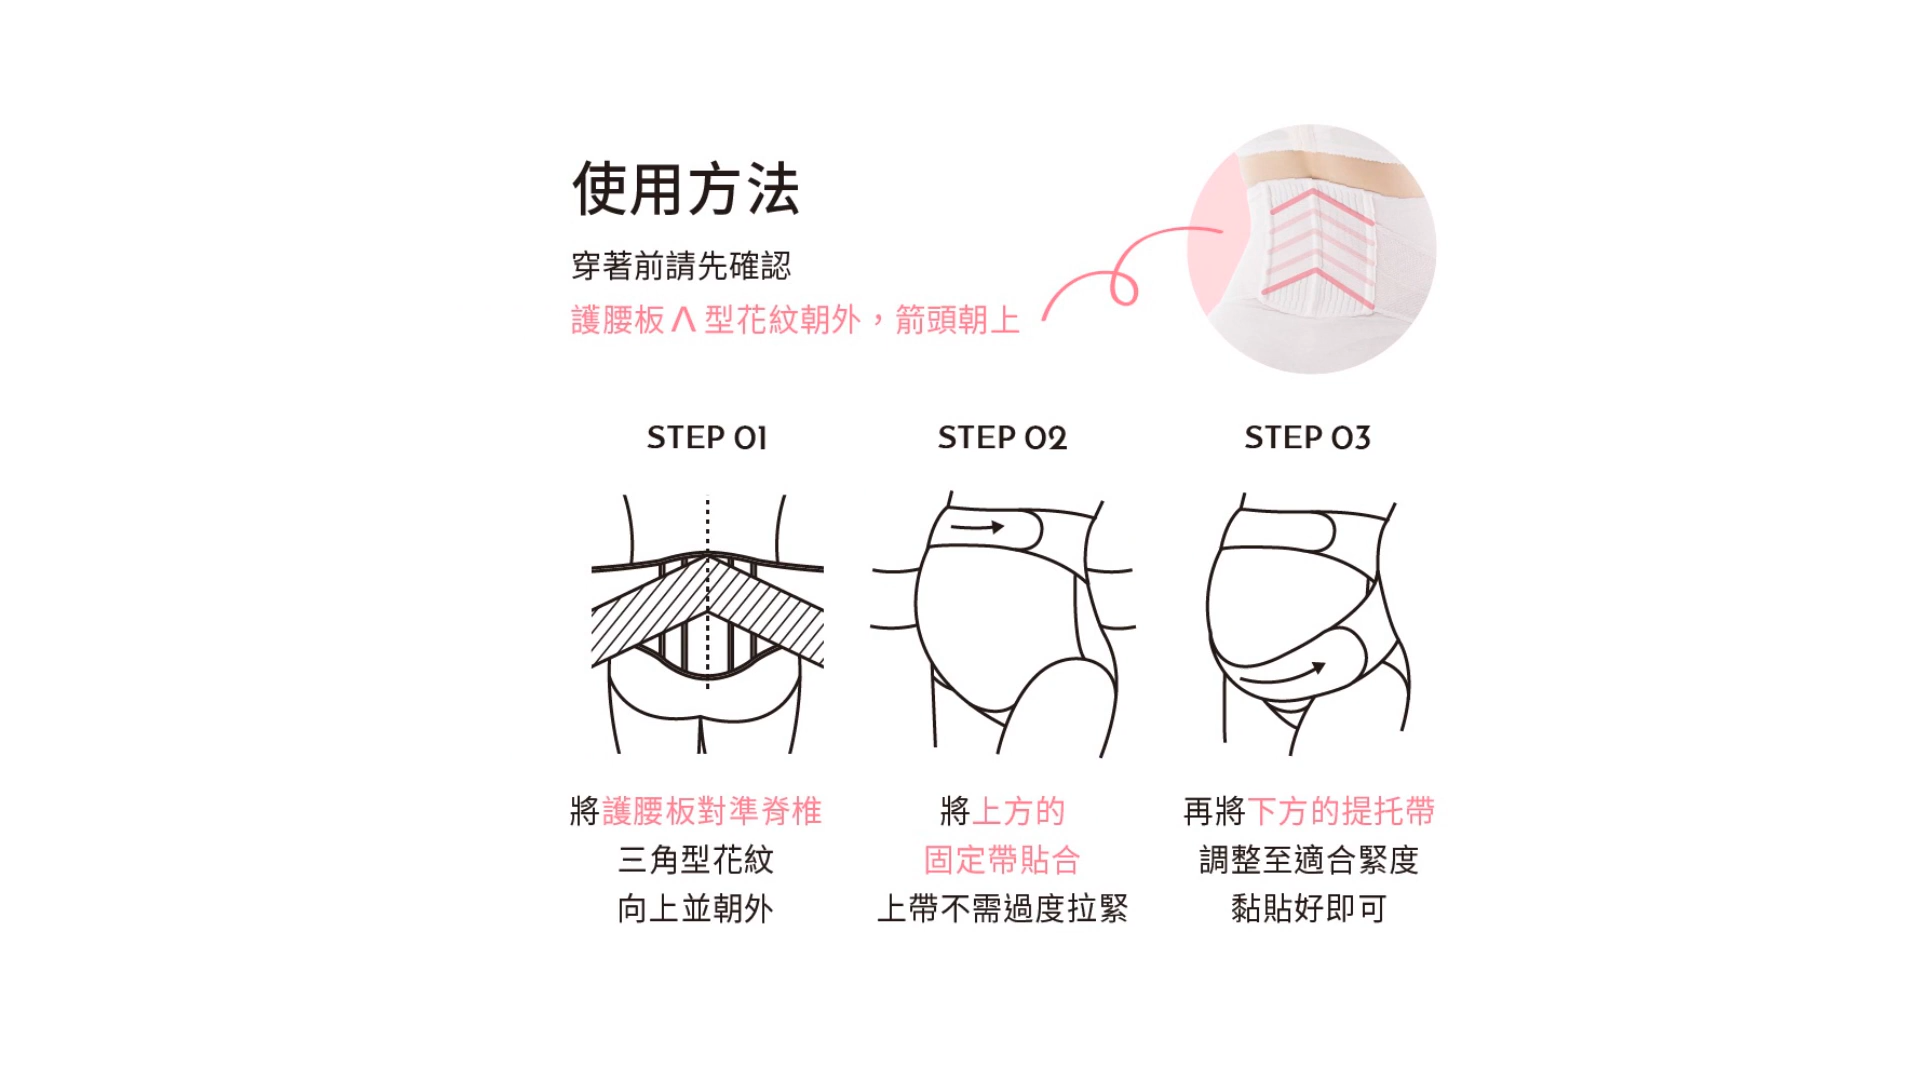 使用方法
穿著前請先確認
護腰板 Λ 型花紋朝外，箭頭朝上
STEP 01
將護腰板對準脊椎
三角型花紋
向上並朝外
STEP 02
將上方的
固定帶貼合
上帶不需過度拉緊
STEP 03
再將下方的提托帶
調整至適合緊度
黏貼好即可